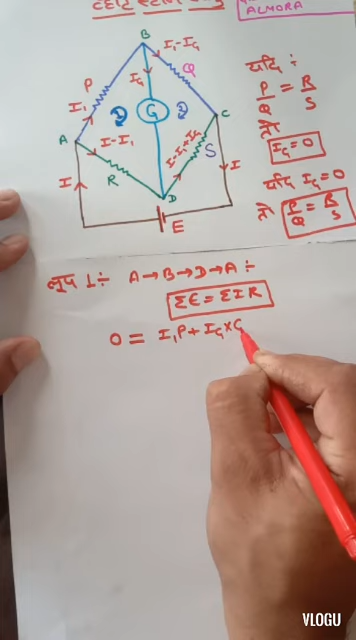 ALMORA
B
I₁-I_G
P
I_G
Q
I₁
G
A
C
I-I₁
I-I₁+I_G
S
I
R
I
D
E
यदि :
P/Q = R/S
तो
I_G = 0
यदि I_G = 0
तो P/Q = R/S
लूप 1 ÷ A→B→D→A ÷
ΣE = ΣIR
0 = I₁P + I_G×G
VLOGU